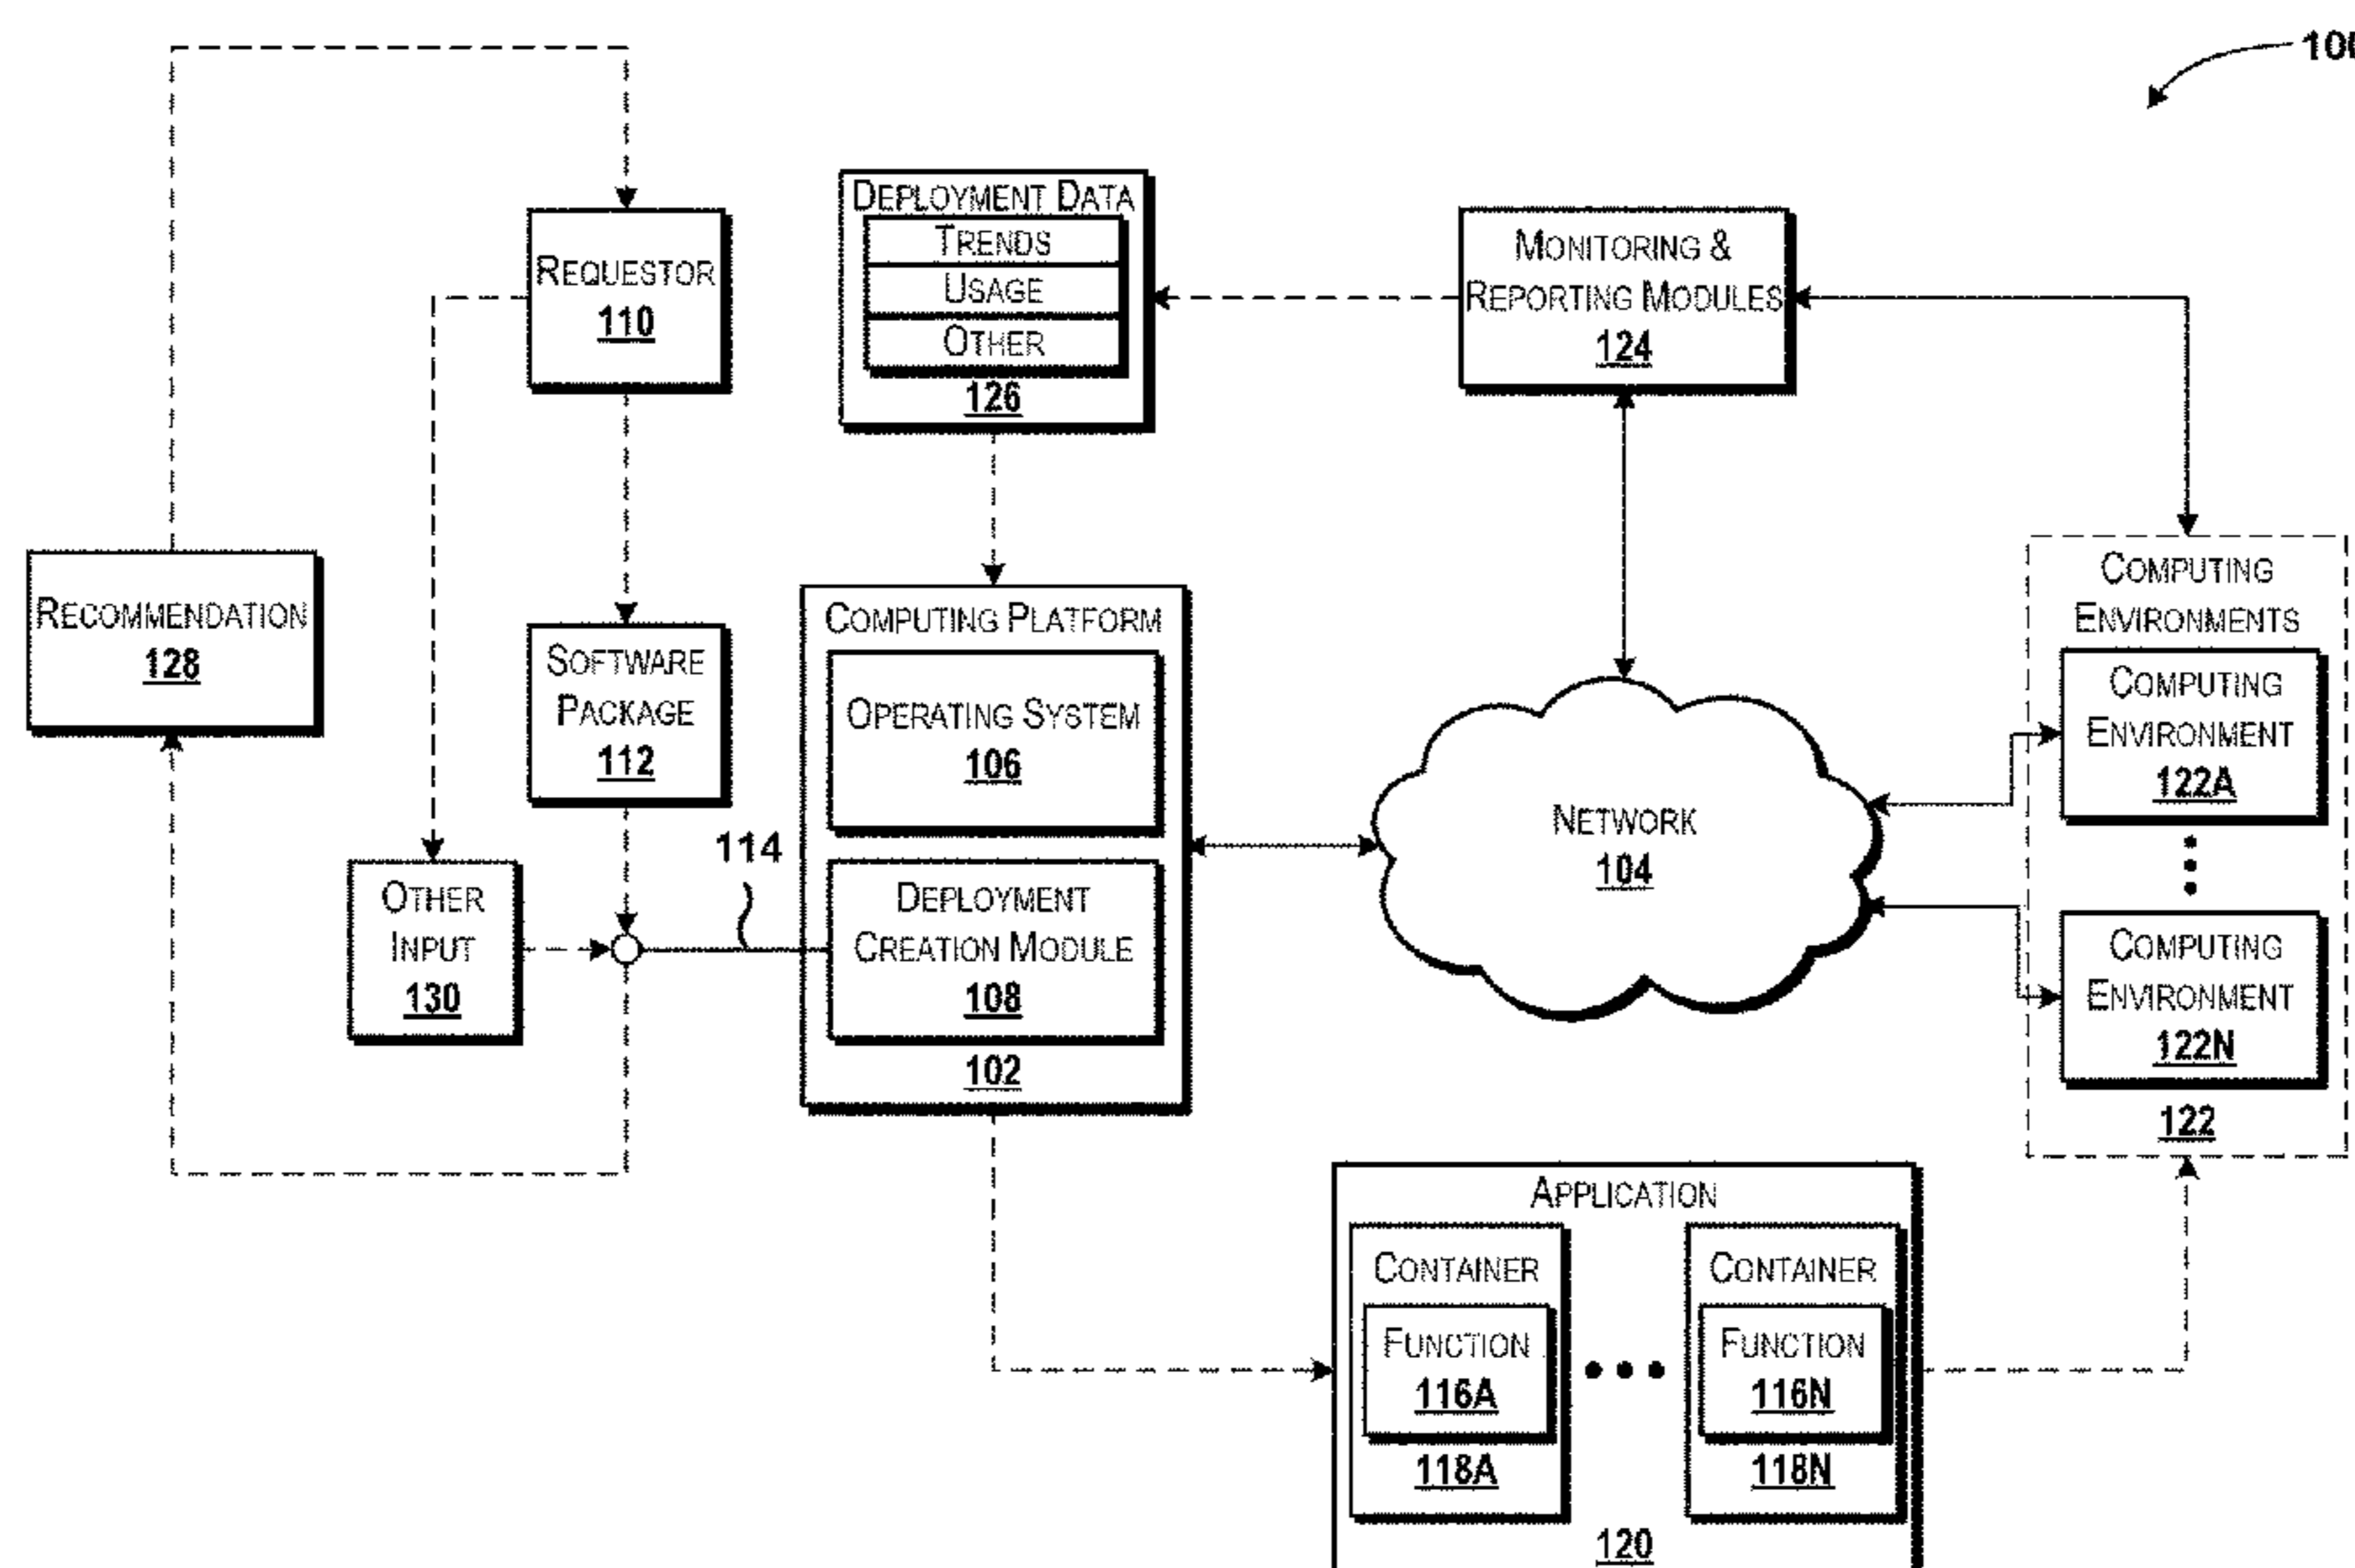 100
DEPLOYMENT DATA
TRENDS
USAGE
OTHER
126
REQUESTOR
110
MONITORING &
REPORTING MODULES
124
RECOMMENDATION
128
SOFTWARE
PACKAGE
112
COMPUTING PLATFORM
OPERATING SYSTEM
106
114
DEPLOYMENT
CREATION MODULE
108
102
OTHER
INPUT
130
NETWORK
104
COMPUTING
ENVIRONMENTS
COMPUTING
ENVIRONMENT
122A
COMPUTING
ENVIRONMENT
122N
122
APPLICATION
CONTAINER
FUNCTION
116A
118A
CONTAINER
FUNCTION
116N
118N
120